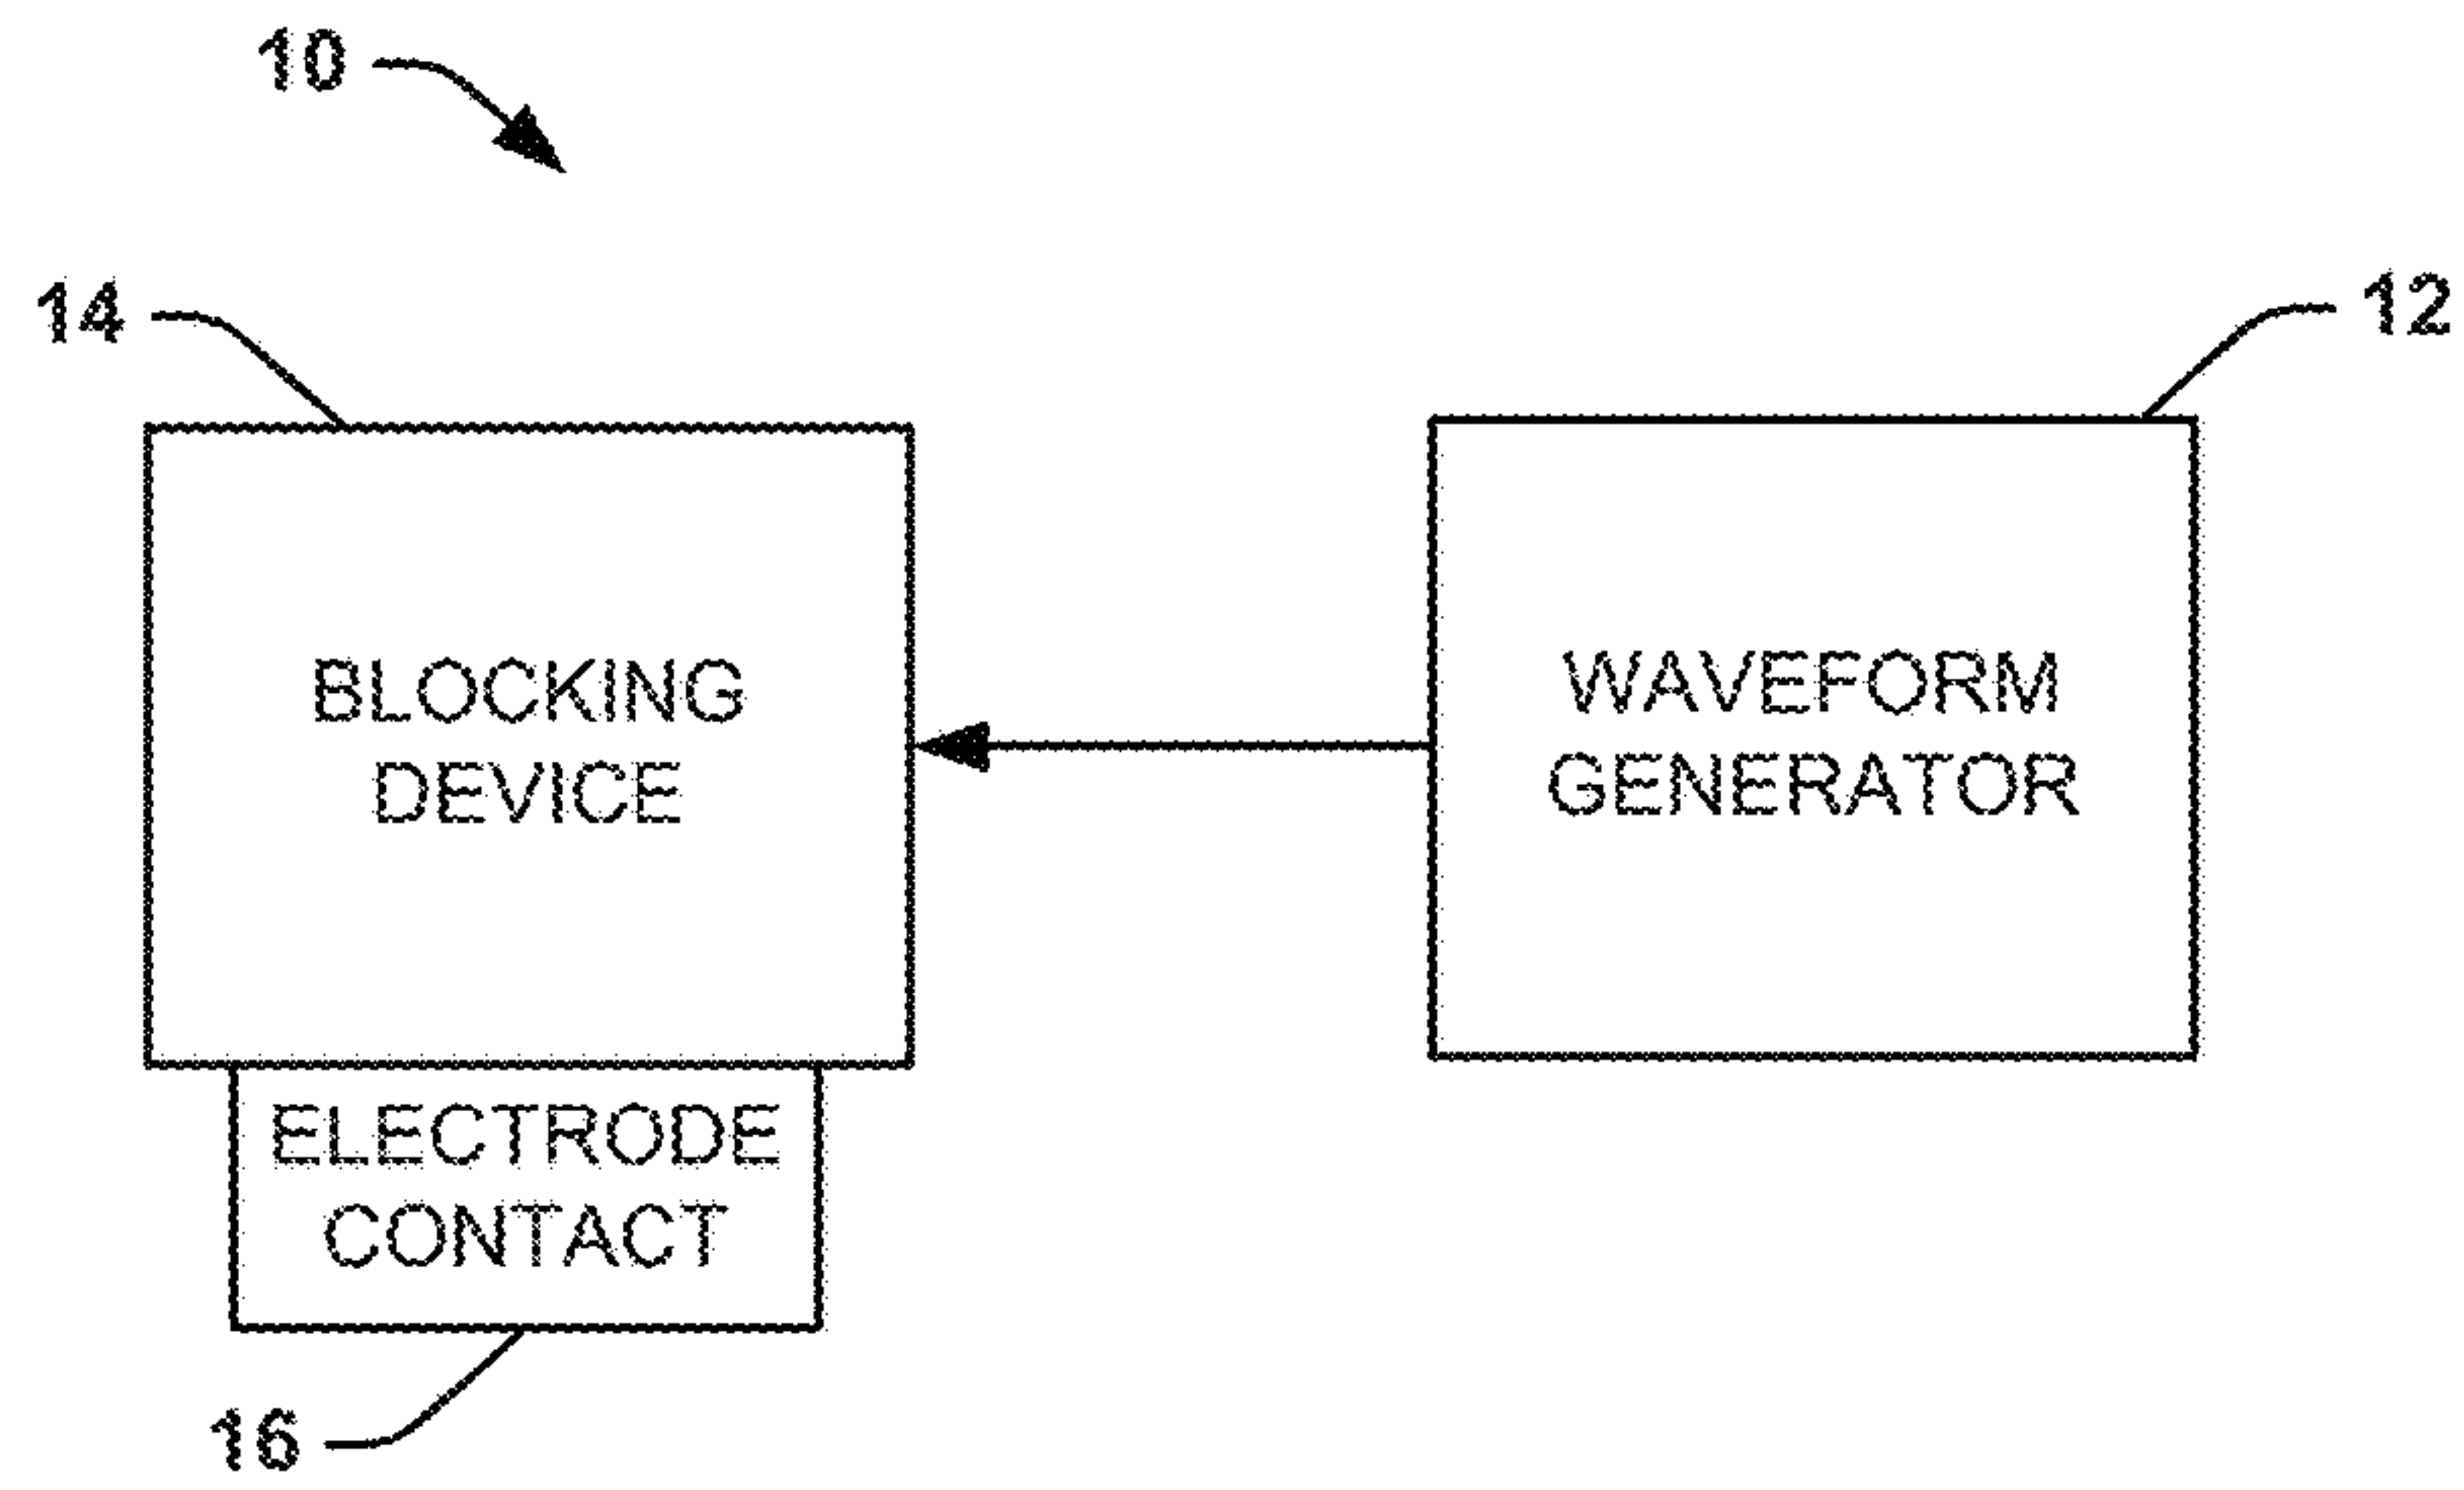 10
14
12
BLOCKING
DEVICE
WAVEFORM
GENERATOR
ELECTRODE
CONTACT
16